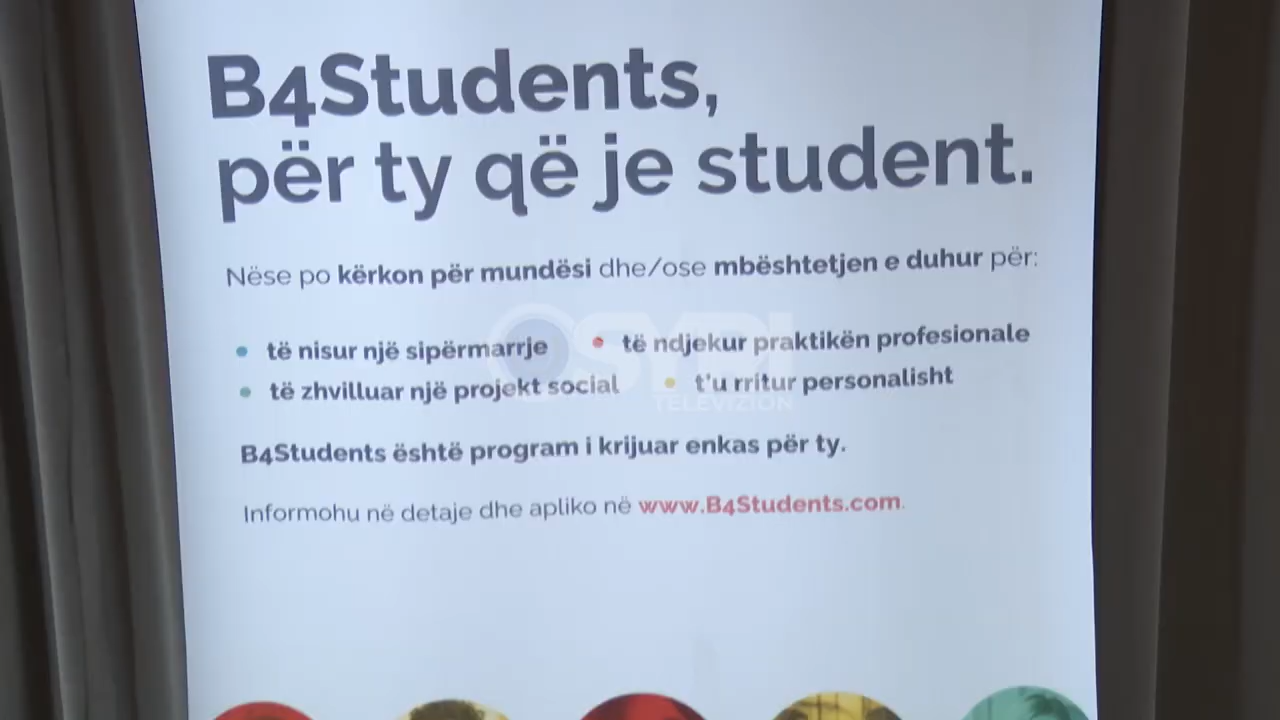 B4Students,
për ty që je student.
Nëse po kërkon për mundësi dhe/ose mbështetjen e duhur për:
• të nisur një sipërmarrje • të ndjekur praktikën profesionale
• të zhvilluar një projekt social • t'u rritur personalisht
SYRI
TELEVIZION
B4Students është program i krijuar enkas për ty.
Informohu në detaje dhe apliko në www.B4Students.com.